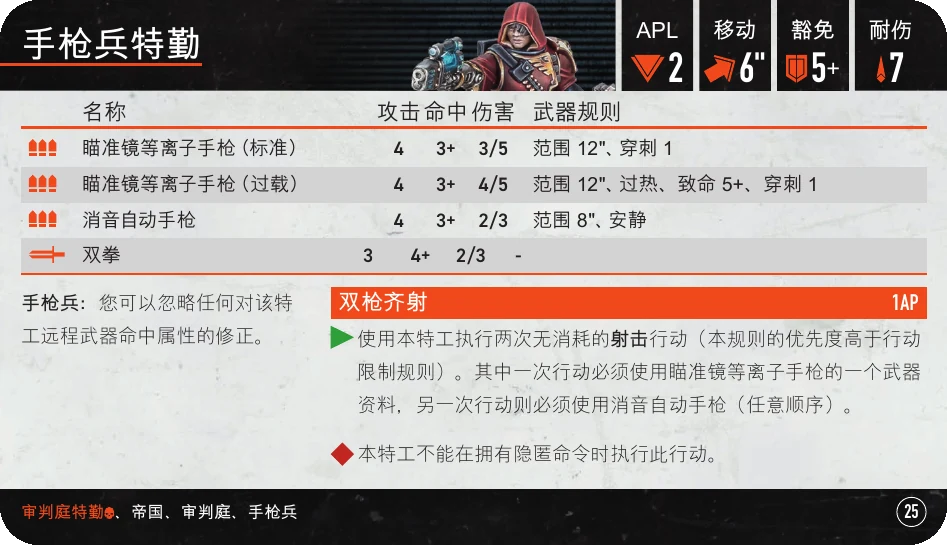 手枪兵特勤
APL 移动 豁免 耐伤
2 6" 5+ 7
名称 攻击 命中 伤害 武器规则
瞄准镜等离子手枪（标准） 4 3+ 3/5 范围 12"、穿刺 1
瞄准镜等离子手枪（过载） 4 3+ 4/5 范围 12"、过热、致命 5+、穿刺 1
消音自动手枪 4 3+ 2/3 范围 8"、安静
双拳 3 4+ 2/3 -
手枪兵：您可以忽略任何对该特
工远程武器命中属性的修正。
双枪齐射 1AP
使用本特工执行两次无消耗的射击行动（本规则的优先度高于行动
限制规则）。其中一次行动必须使用瞄准镜等离子手枪的一个武器
资料，另一次行动则必须使用消音自动手枪（任意顺序）。
本特工不能在拥有隐匿命令时执行此行动。
审判庭特勤、帝国、审判庭、手枪兵
25